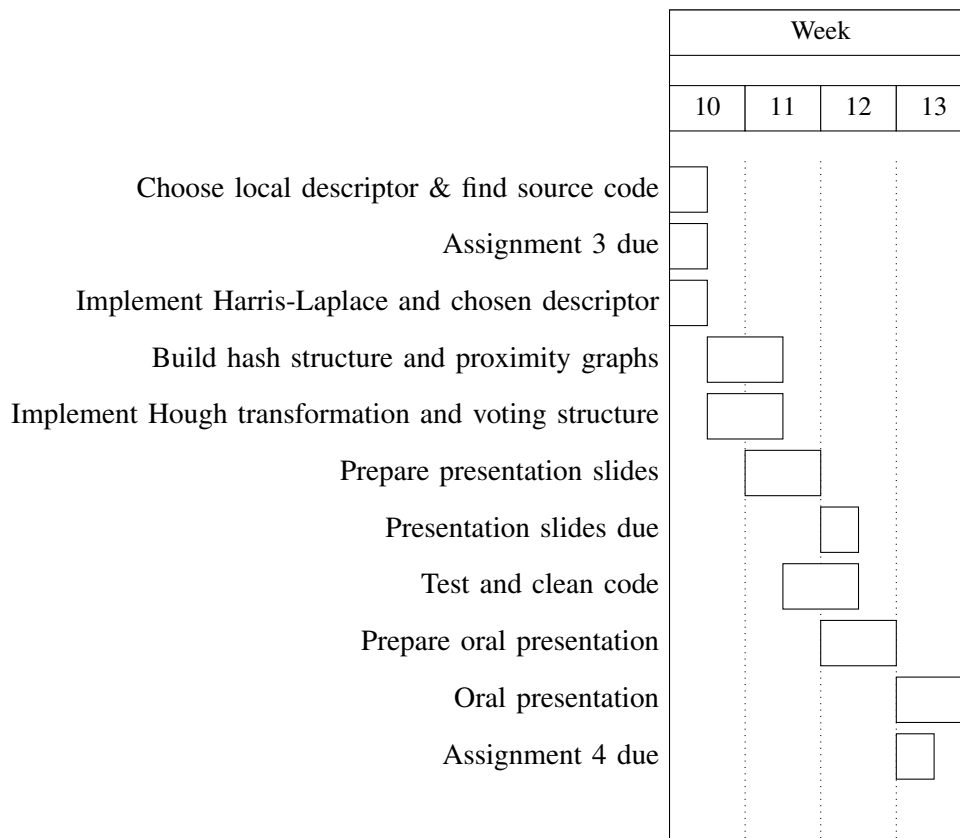 Week
10 11 12 13
Choose local descriptor & find source code
Assignment 3 due
Implement Harris-Laplace and chosen descriptor
Build hash structure and proximity graphs
Implement Hough transformation and voting structure
Prepare presentation slides
Presentation slides due
Test and clean code
Prepare oral presentation
Oral presentation
Assignment 4 due